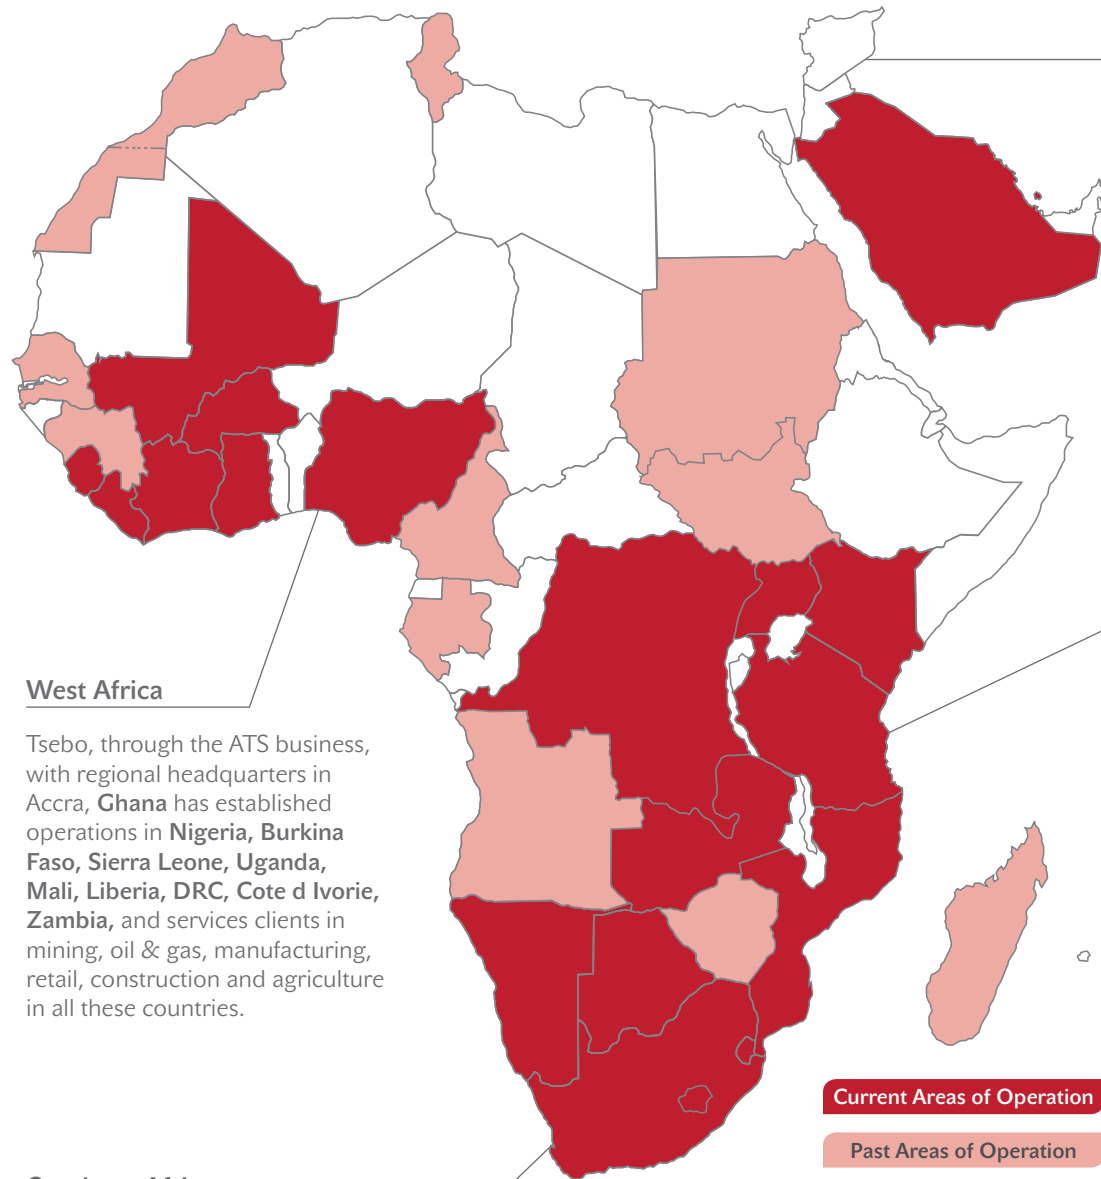 West Africa
Tsebo, through the ATS business,
with regional headquarters in
Accra, Ghana has established
operations in Nigeria, Burkina
Faso, Sierra Leone, Uganda,
Mali, Liberia, DRC, Cote d Ivorie,
Zambia, and services clients in
mining, oil & gas, manufacturing,
retail, construction and agriculture
in all these countries.
Current Areas of Operation
Past Areas of Operation